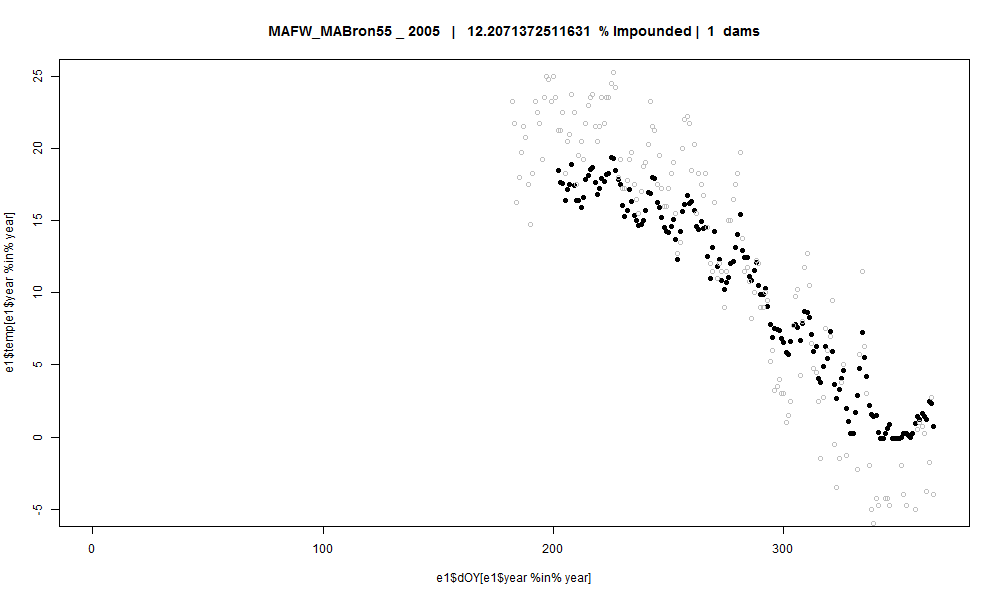 MAFW_MABron55 _ 2005 | 12.2071372511631 % Impounded | 1 dams
25
20
15
10
5
0
-5
e1$temp[e1$year %in% year]
0 100 200 300
e1$dOY[e1$year %in% year]